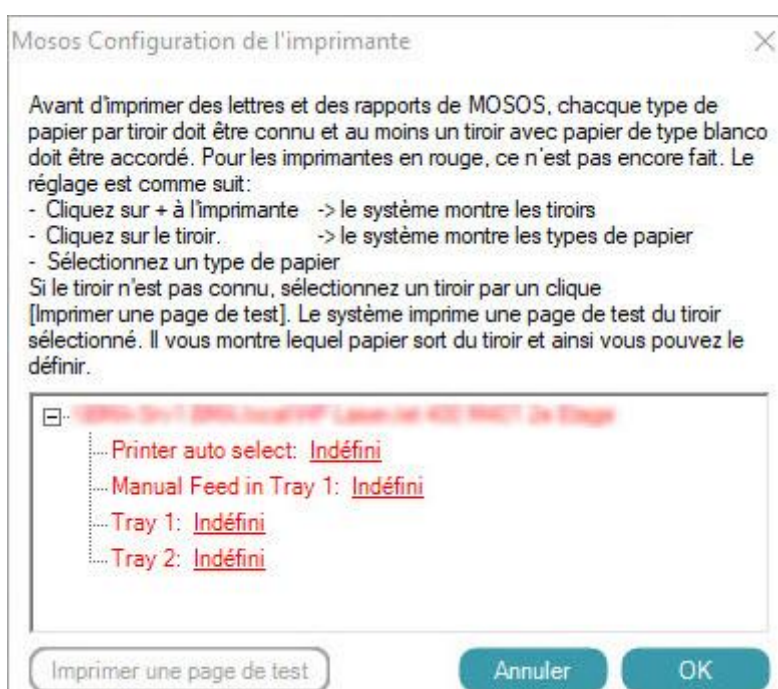 Mosos Configuration de l'imprimante
Avant d'imprimer des lettres et des rapports de MOSOS, chacque type de
papier par tiroir doit être connu et au moins un tiroir avec papier de type blanco
doit être accordé. Pour les imprimantes en rouge, ce n'est pas encore fait. Le
réglage est comme suit:
- Cliquez sur + à l'imprimante -> le système montre les tiroirs
- Cliquez sur le tiroir. -> le système montre les types de papier
- Sélectionnez un type de papier
Si le tiroir n'est pas connu, sélectionnez un tiroir par un clique
[Imprimer une page de test]. Le système imprime une page de test du tiroir
sélectionné. Il vous montre lequel papier sort du tiroir et ainsi vous pouvez le
définir.
Printer auto select: Indéfini
Manual Feed in Tray 1: Indéfini
Tray 1: Indéfini
Tray 2: Indéfini
Imprimer une page de test Annuler OK